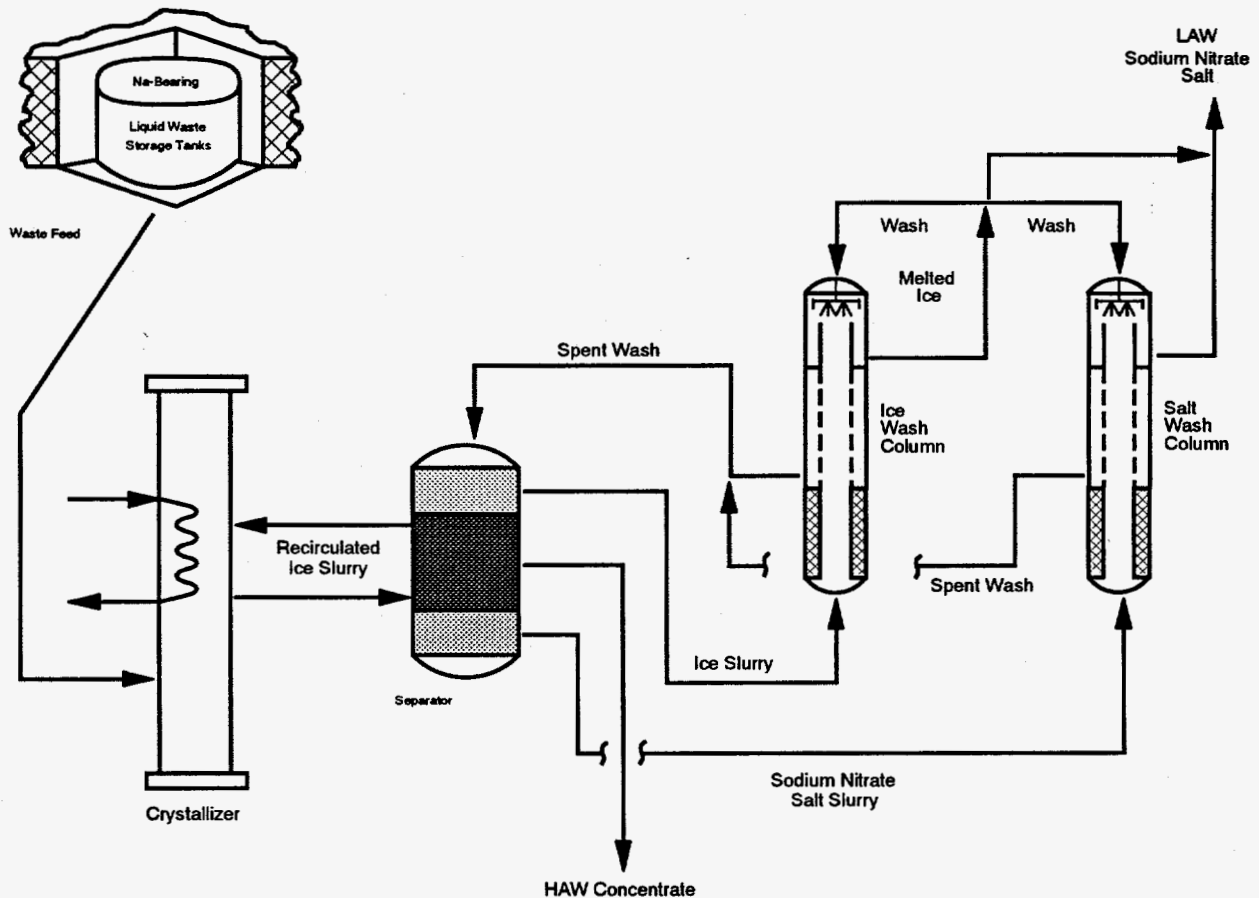 LAW
Sodium Nitrate
Salt
Na-Bearing
Liquid Waste
Storage Tanks
Waste Feed
Wash
Wash
Melted
Ice
Spent Wash
Ice
Wash
Column
Salt
Wash
Column
Recirculated
Ice Slurry
Spent Wash
Ice Slurry
Separator
Sodium Nitrate
Salt Slurry
Crystallizer
HAW Concentrate